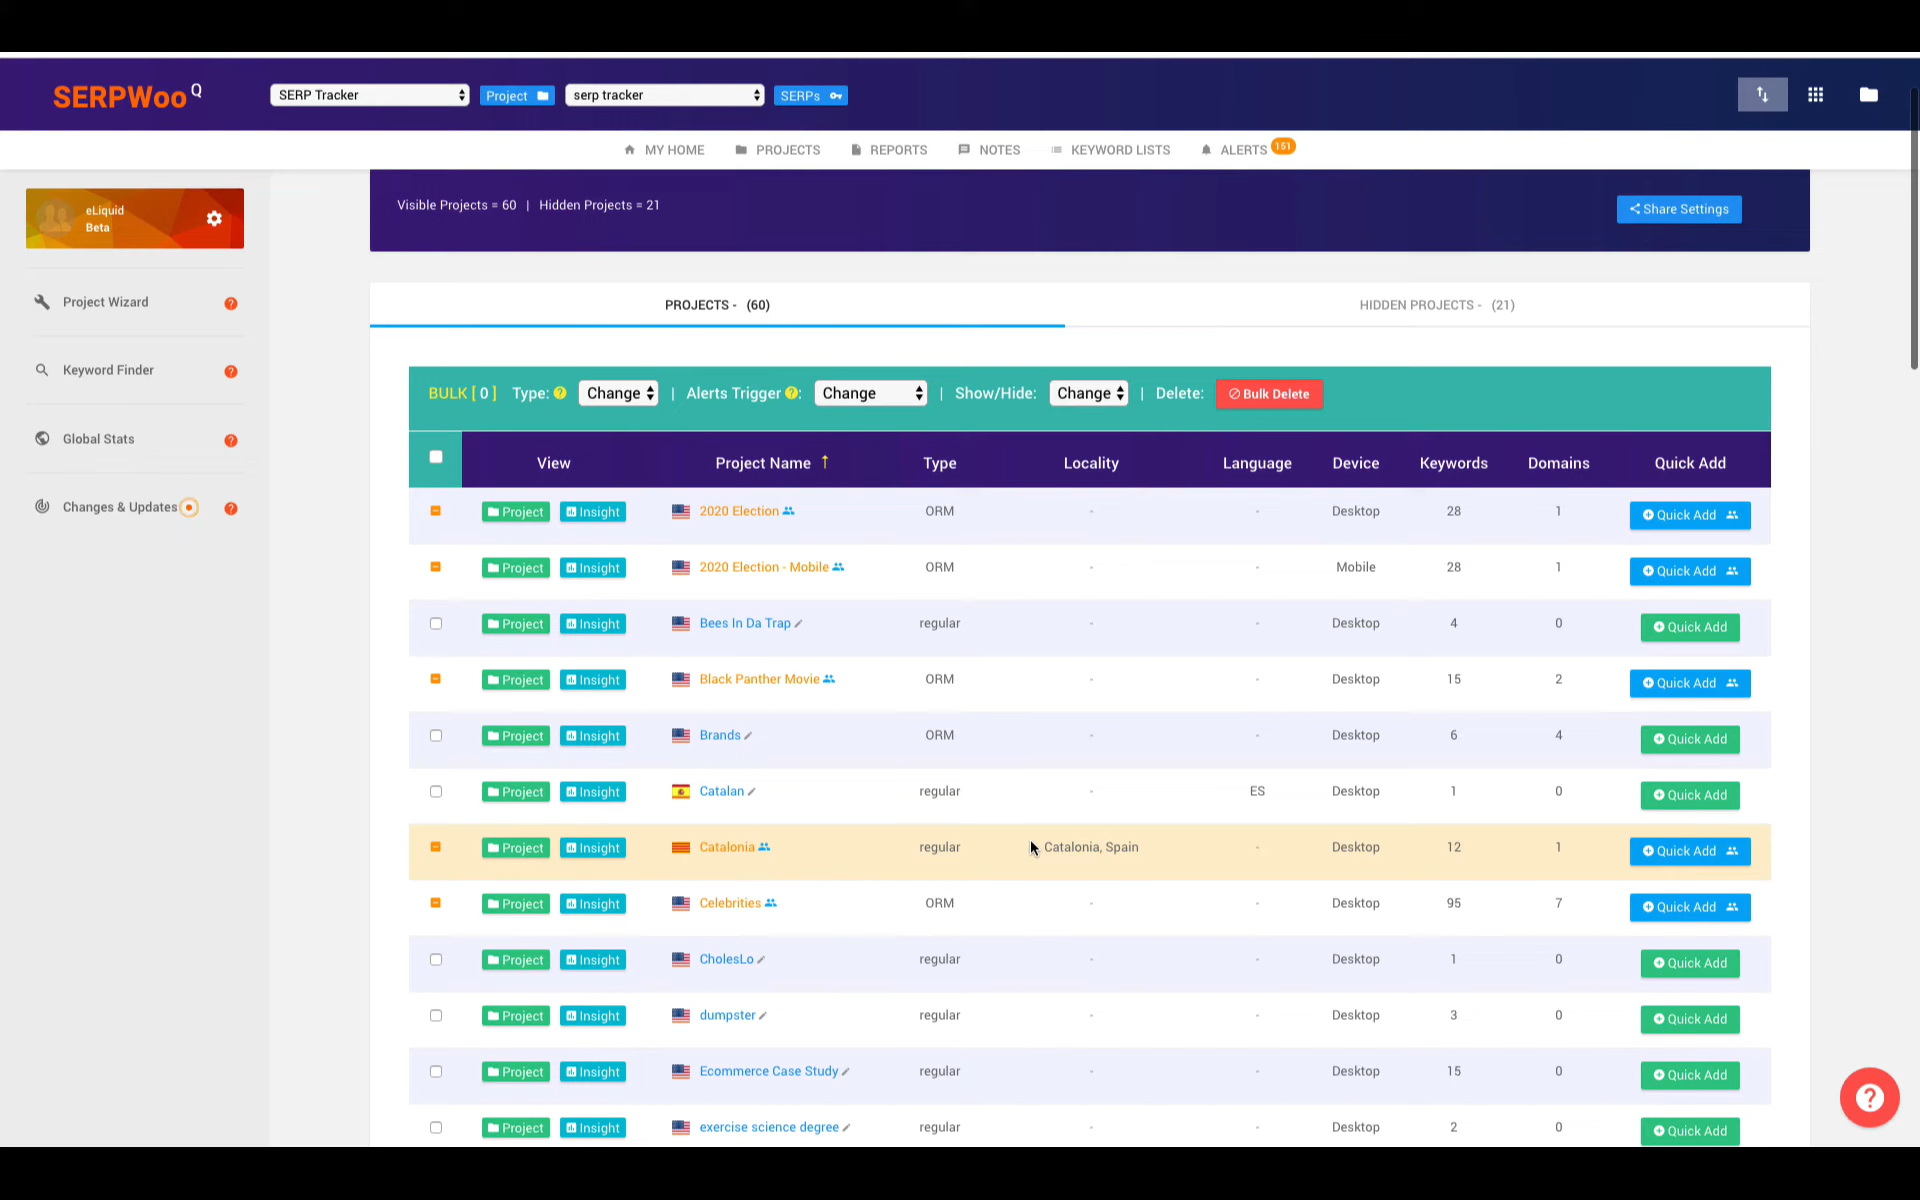 SERPWoo Q SERP Tracker Project serp tracker SERPs
MY HOME PROJECTS REPORTS NOTES KEYWORD LISTS ALERTS 151
eLiquid
Beta
Visible Projects = 60 | Hidden Projects = 21 Share Settings
Project Wizard ?
Keyword Finder ?
Global Stats ?
Changes & Updates ?
PROJECTS - (60) HIDDEN PROJECTS - (21)
BULK [ 0 ] Type: ? Change | Alerts Trigger ? : Change | Show/Hide: Change | Delete: Bulk Delete
View Project Name ↑ Type Locality Language Device Keywords Domains Quick Add
Project Insight 2020 Election ORM - - Desktop 28 1 Quick Add
Project Insight 2020 Election - Mobile ORM - - Mobile 28 1 Quick Add
Project Insight Bees In Da Trap regular - - Desktop 4 0 Quick Add
Project Insight Black Panther Movie ORM - - Desktop 15 2 Quick Add
Project Insight Brands ORM - - Desktop 6 4 Quick Add
Project Insight Catalan regular - ES Desktop 1 0 Quick Add
Project Insight Catalonia regular Catalonia, Spain - Desktop 12 1 Quick Add
Project Insight Celebrities ORM - - Desktop 95 7 Quick Add
Project Insight CholesLo regular - - Desktop 1 0 Quick Add
Project Insight dumpster regular - - Desktop 3 0 Quick Add
Project Insight Ecommerce Case Study regular - - Desktop 15 0 Quick Add
Project Insight exercise science degree regular - - Desktop 2 0 Quick Add
?